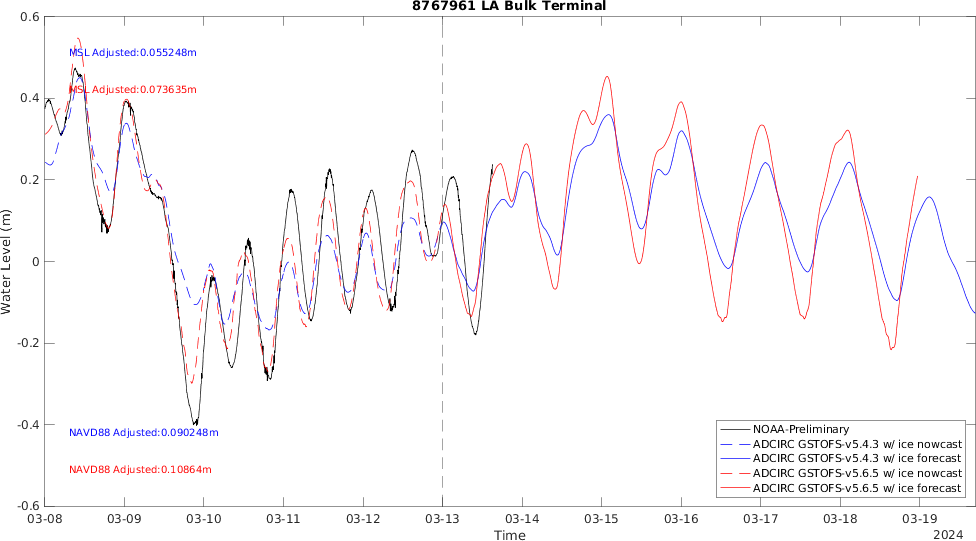 8767961 LA Bulk Terminal
0.6
0.4
0.2
0
-0.2
-0.4
-0.6
Water Level (m)
MSL Adjusted:0.055248m
MSL Adjusted:0.073635m
NAVD88 Adjusted:0.090248m
NAVD88 Adjusted:0.10864m
NOAA-Preliminary
ADCIRC GSTOFS-v5.4.3 w/ ice nowcast
ADCIRC GSTOFS-v5.4.3 w/ ice forecast
ADCIRC GSTOFS-v5.6.5 w/ ice nowcast
ADCIRC GSTOFS-v5.6.5 w/ ice forecast
03-08 03-09 03-10 03-11 03-12 03-13 03-14 03-15 03-16 03-17 03-18 03-19
Time
2024